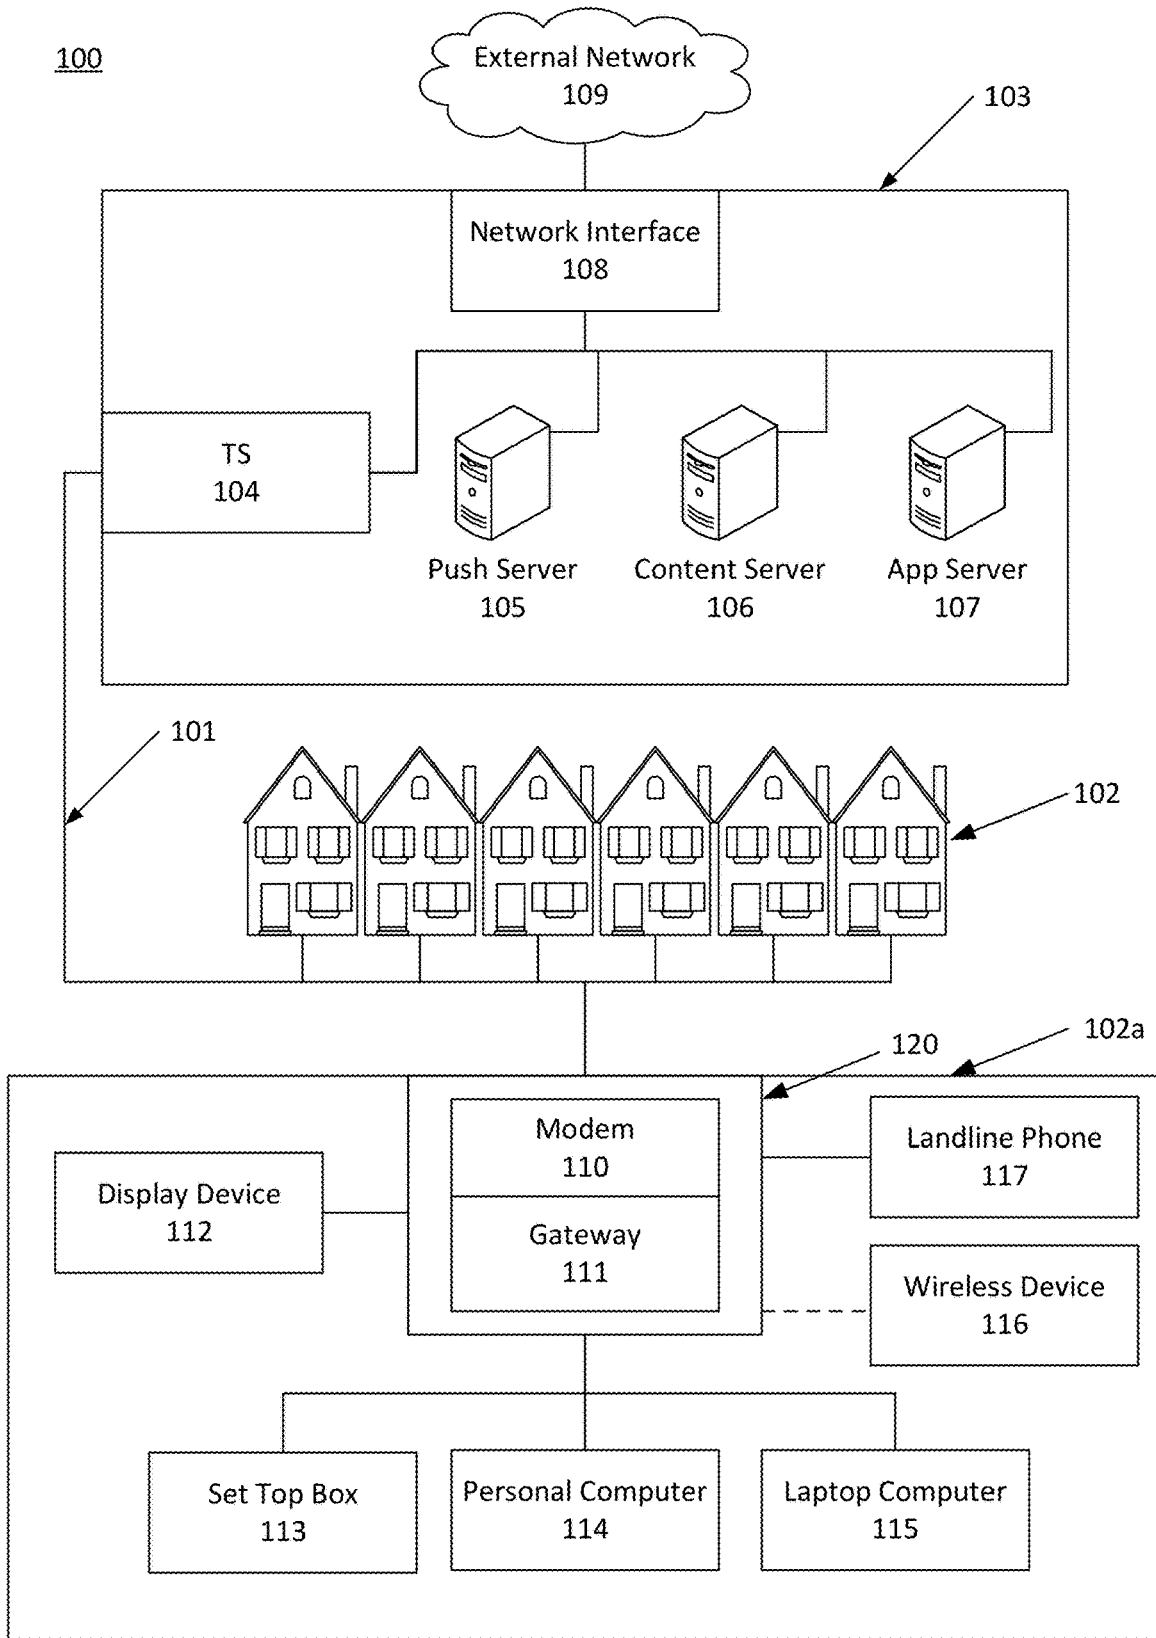 100
External Network
109
103
Network Interface
108
TS
104
Push Server
105
Content Server
106
App Server
107
101
102
102a
120
Modem
110
Gateway
111
Display Device
112
Landline Phone
117
Wireless Device
116
Set Top Box
113
Personal Computer
114
Laptop Computer
115